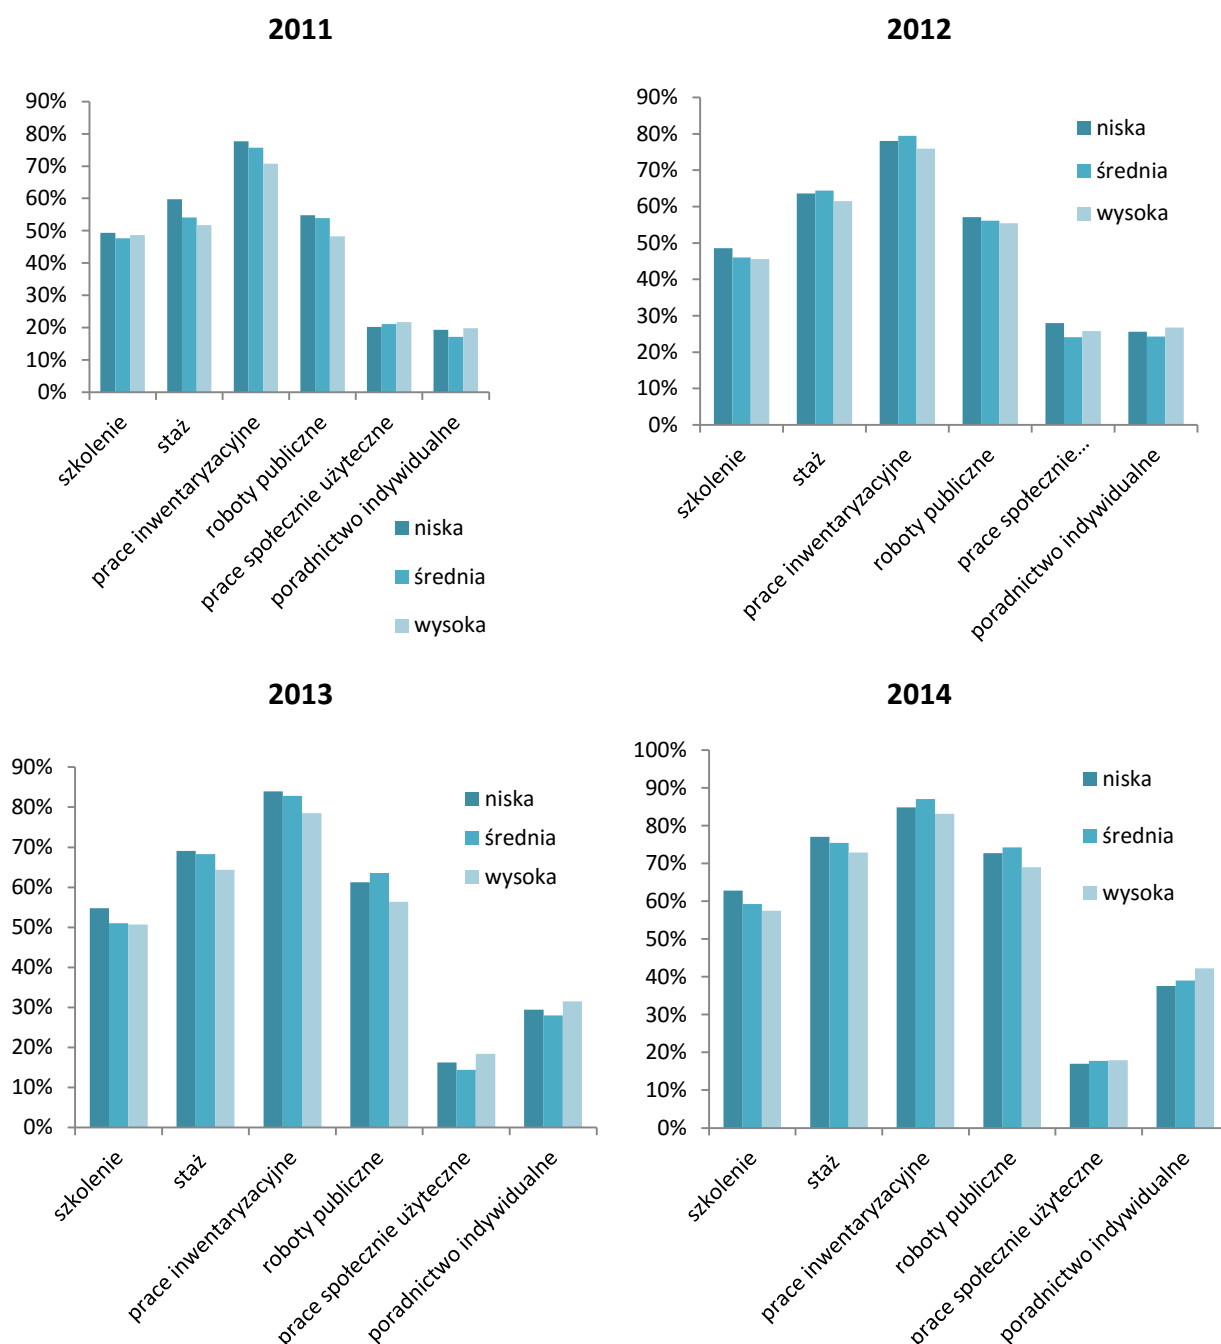 2011
90%
80%
70%
60%
50%
40%
30%
20%
10%
0%
szkolenie
staż
prace inwentaryzacyjne
roboty publiczne
prace społecznie użyteczne
poradnictwo indywidualne
niska
średnia
wysoka
2012
90%
80%
70%
60%
50%
40%
30%
20%
10%
0%
szkolenie
staż
prace inwentaryzacyjne
roboty publiczne
prace społecznie...
poradnictwo indywidualne
niska
średnia
wysoka
2013
90%
80%
70%
60%
50%
40%
30%
20%
10%
0%
szkolenie
staż
prace inwentaryzacyjne
roboty publiczne
prace społecznie użyteczne
poradnictwo indywidualne
niska
średnia
wysoka
2014
100%
90%
80%
70%
60%
50%
40%
30%
20%
10%
0%
szkolenie
staż
prace inwentaryzacyjne
roboty publiczne
prace społecznie użyteczne
poradnictwo indywidualne
niska
średnia
wysoka